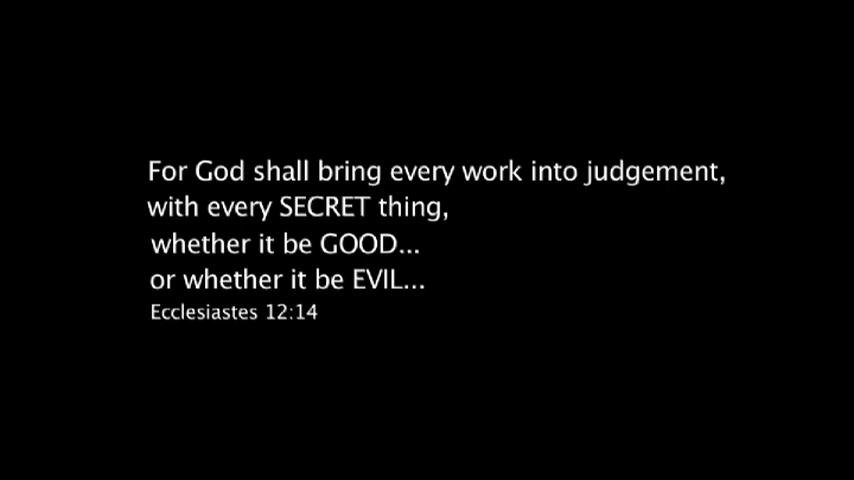 For God shall bring every work into judgement,
with every SECRET thing,
whether it be GOOD...
or whether it be EVIL...
Ecclesiastes 12:14